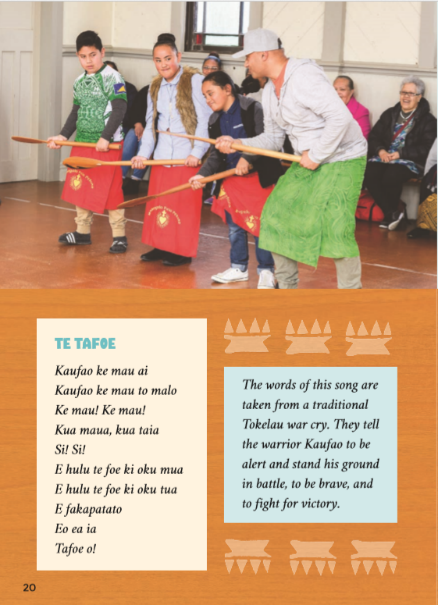 TE TAFOE
Kaufao ke mau ai
Kaufao ke mau to malo
Ke mau! Ke mau!
Kua maua, kua taia
Si! Si!
E hulu te foe ki oku mua
E hulu te foe ki oku tua
E fakapatato
Eo ea ia
Tafoe o!
The words of this song are
taken from a traditional
Tokelau war cry. They tell
the warrior Kaufao to be
alert and stand his ground
in battle, to be brave, and
to fight for victory.
20